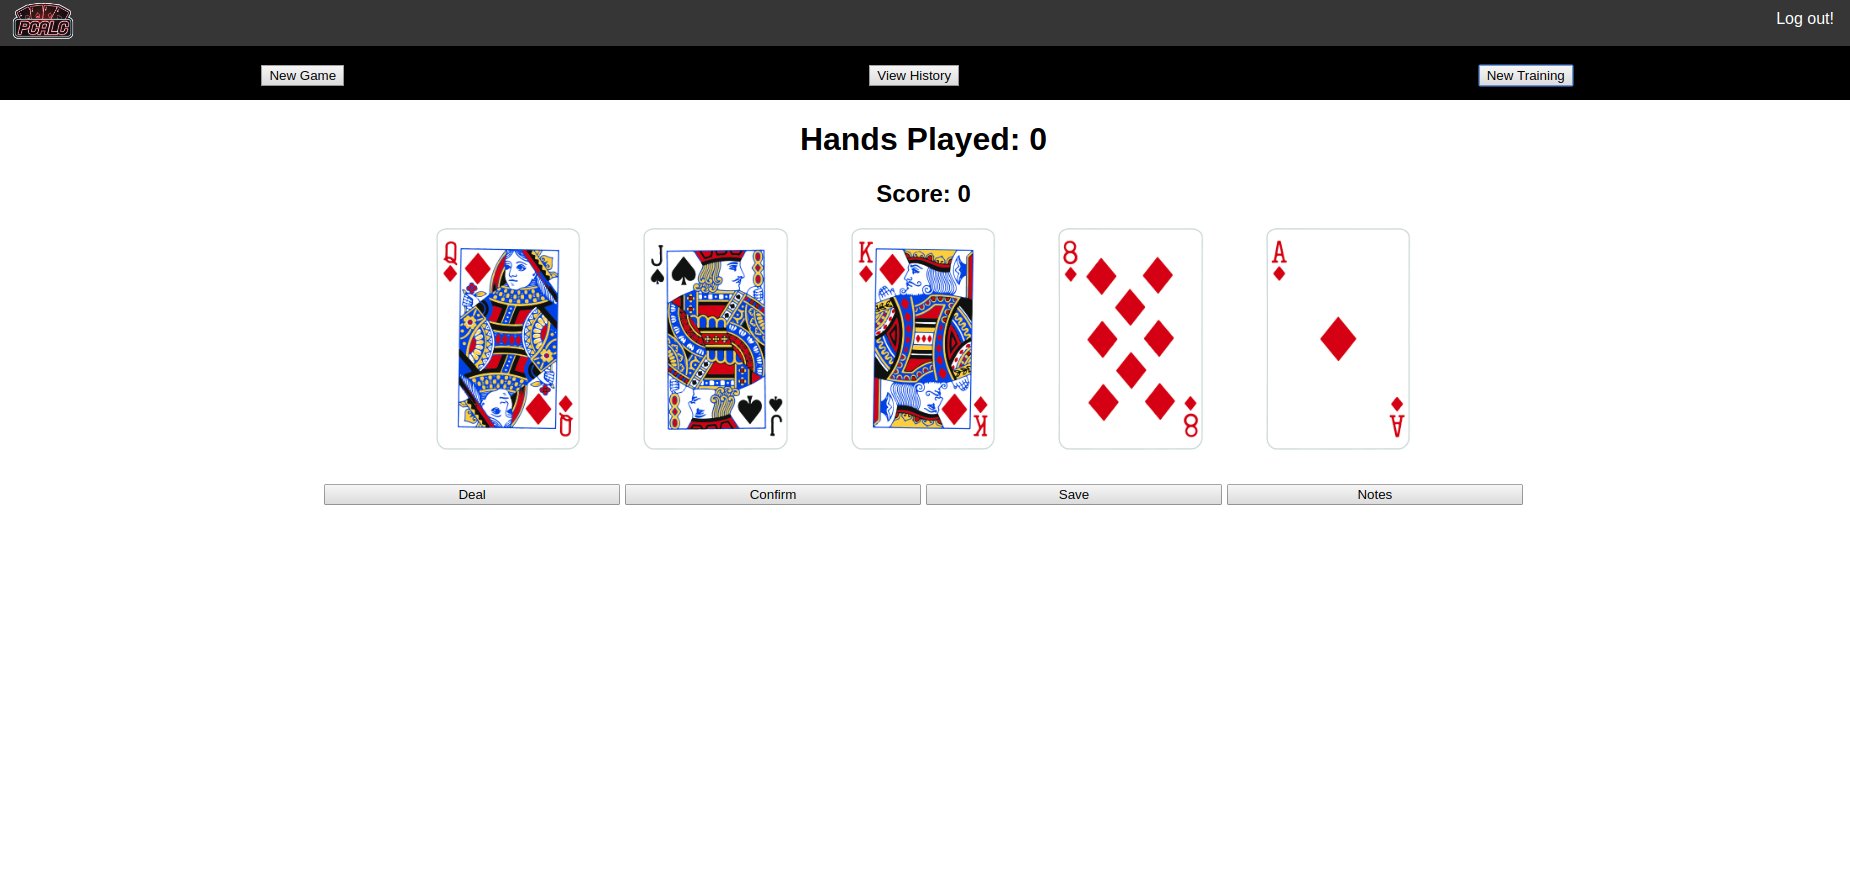 PCALC
Log out!
New Game
View History
New Training
Hands Played: 0
Score: 0
Q Q
J J
K K
8 8
A A
Deal
Confirm
Save
Notes